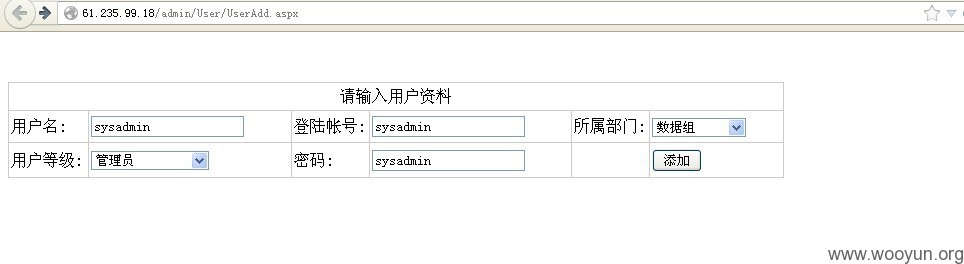 61.235.99.18/admin/User/UserAdd.aspx
请输入用户资料
用户名: sysadmin 登陆帐号: sysadmin 所属部门: 数据组
用户等级: 管理员 密码: sysadmin 添加
www.wooyun.org